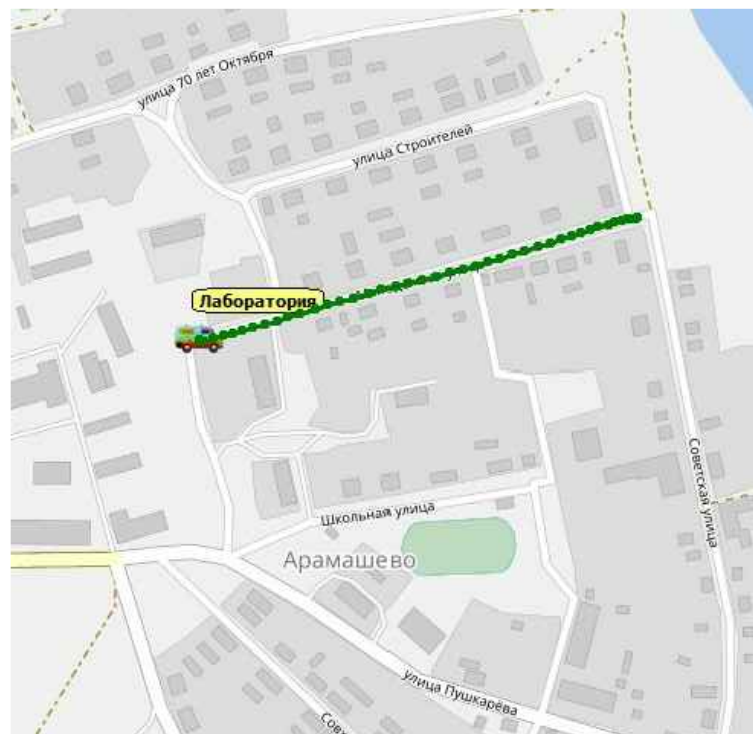 улица 70 лет Октября
улица Строителей
Лаборатория
Советская улица
Школьная улица
Арамашево
улица Пушкарёва